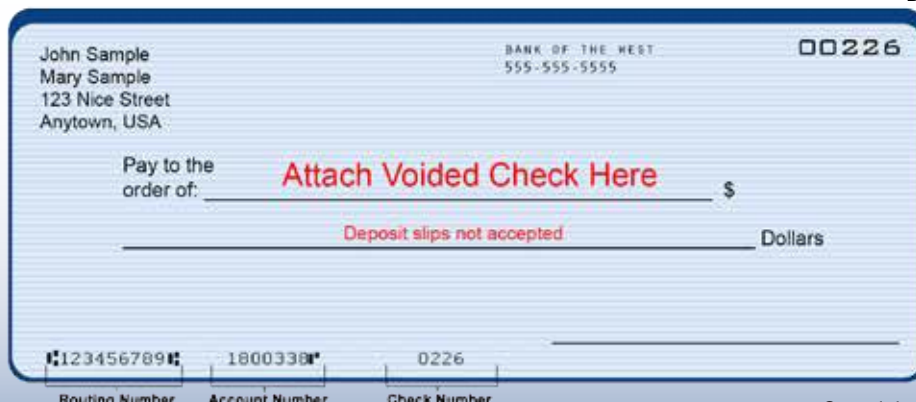 John Sample
Mary Sample
123 Nice Street
Anytown, USA
BANK OF THE WEST
555-555-5555
00226
Pay to the
order of:
Attach Voided Check Here
$
Deposit slips not accepted
Dollars
⑆123456789⑆ 1800338⑈ 0226
Routing Number Account Number Check Number